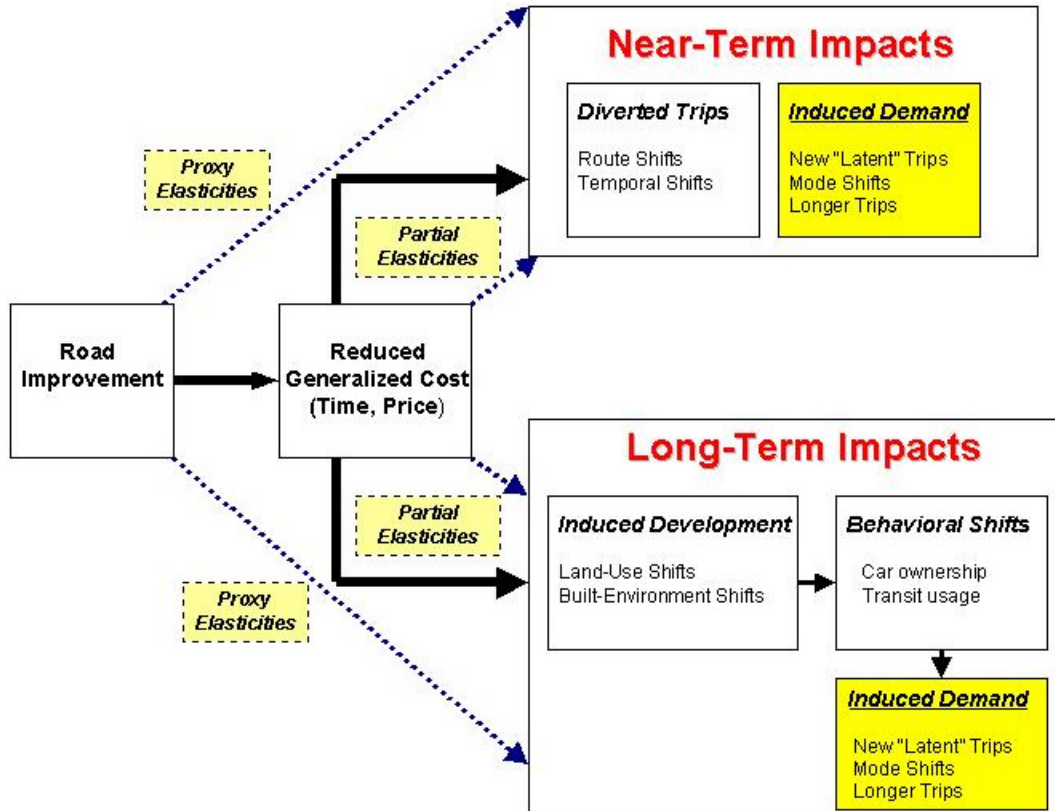 Near-Term Impacts
Diverted Trips
Route Shifts
Temporal Shifts
Induced Demand
New "Latent" Trips
Mode Shifts
Longer Trips
Proxy
Elasticities
Partial
Elasticities
Road
Improvement
Reduced
Generalized Cost
(Time, Price)
Partial
Elasticities
Proxy
Elasticities
Long-Term Impacts
Induced Development
Land-Use Shifts
Built-Environment Shifts
Behavioral Shifts
Car ownership
Transit usage
Induced Demand
New "Latent" Trips
Mode Shifts
Longer Trips